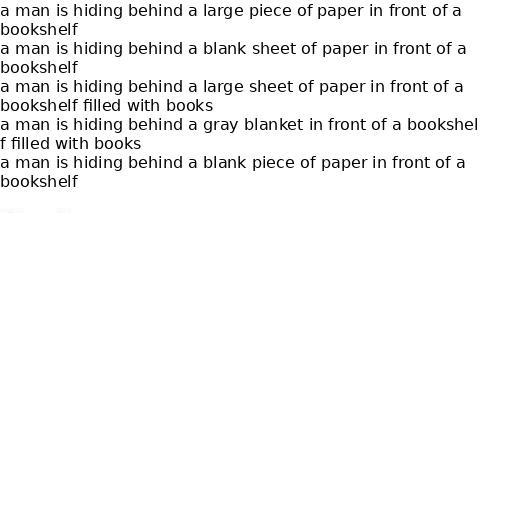 a man is hiding behind a large piece of paper in front of a
bookshelf
a man is hiding behind a blank sheet of paper in front of a
bookshelf
a man is hiding behind a large sheet of paper in front of a
bookshelf filled with books
a man is hiding behind a gray blanket in front of a bookshel
f filled with books
a man is hiding behind a blank piece of paper in front of a
bookshelf